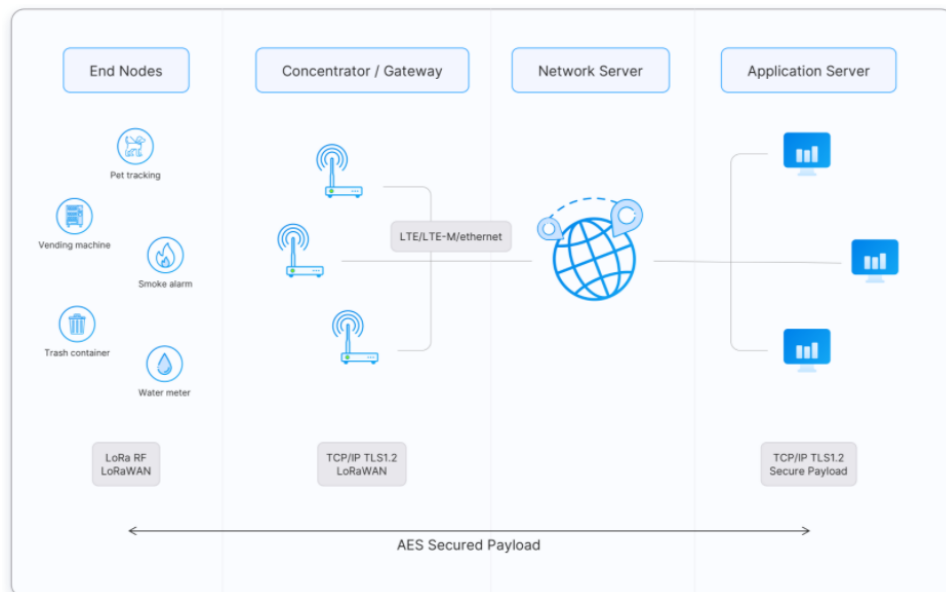 End Nodes
Concentrator / Gateway
Network Server
Application Server
Pet tracking
Vending machine
Smoke alarm
Trash container
Water meter
LTE/LTE-M/ethernet
LoRa RF
LoRaWAN
TCP/IP TLS1.2
LoRaWAN
TCP/IP TLS1.2
Secure Payload
AES Secured Payload